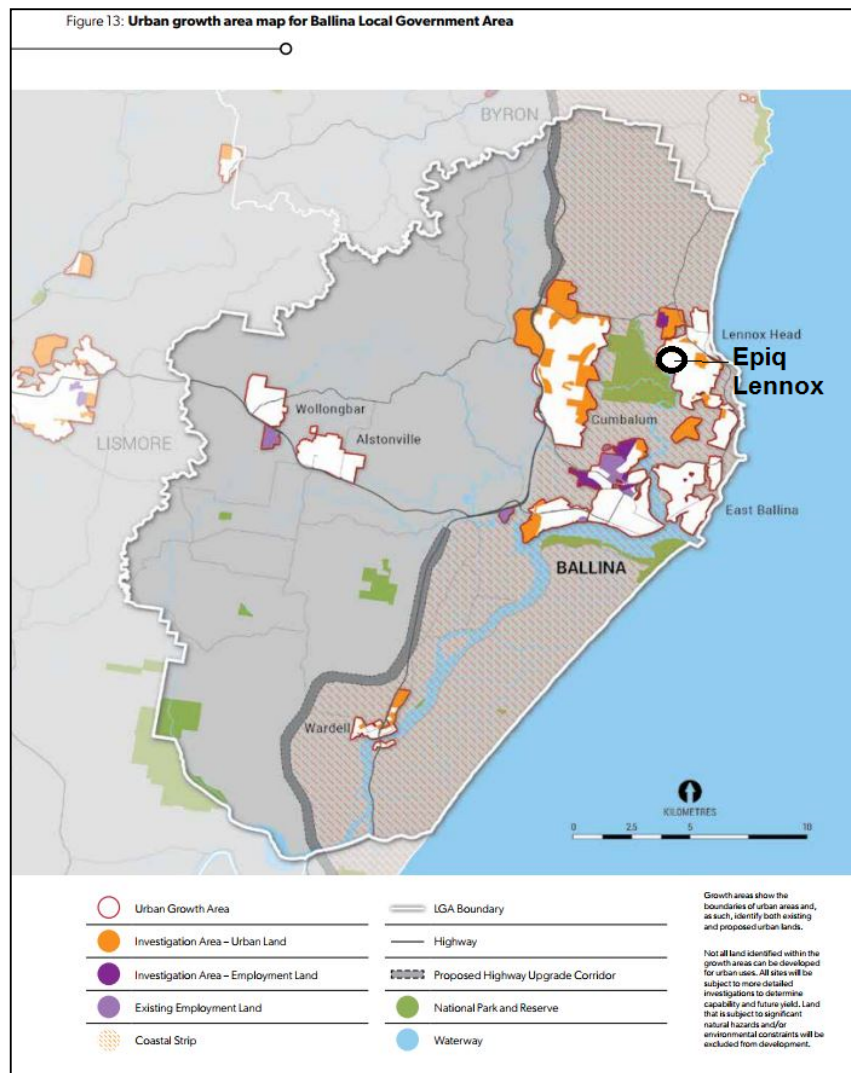 Figure 13: Urban growth area map for Ballina Local Government Area
BYRON
Lennox Head
Epiq
Lennox
Wollongbar
Cumbalum
Alstonville
LISMORE
East Ballina
BALLINA
Wardell
KILOMETRES
0 2.5 5 10
Urban Growth Area
LGA Boundary
Investigation Area – Urban Land
Highway
Investigation Area – Employment Land
Proposed Highway Upgrade Corridor
Existing Employment Land
National Park and Reserve
Coastal Strip
Waterway
Growth areas show the
boundaries of urban areas and,
as such, identify both existing
and proposed urban lands.
Not all land identified within the
growth areas can be developed
for urban uses. All sites will be
subject to more detailed
investigations to determine
capability and future yield. Land
that is subject to significant
natural hazards and/or
environmental constraints will be
excluded from development.